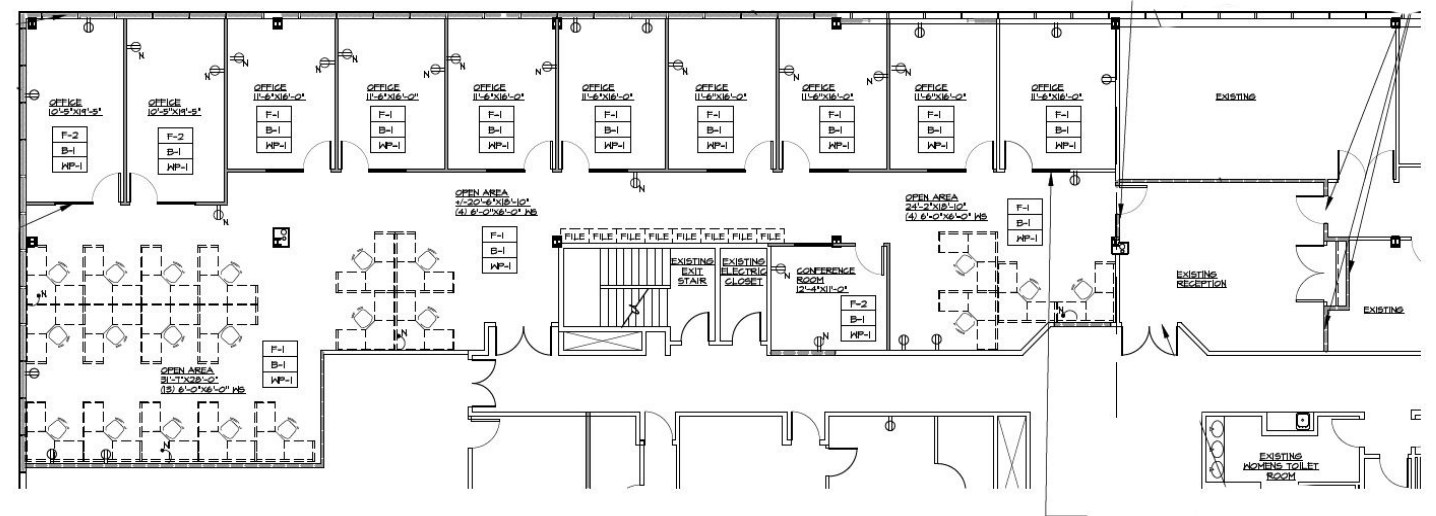 OFFICE
10'-5"X19'-5"
F-2
B-1
WP-1
N
OFFICE
10'-5"X19'-5"
F-2
B-1
WP-1
N
N
OFFICE
11'-6"X16'-0"
F-1
B-1
WP-1
N
OFFICE
11'-6"X16'-0"
F-1
B-1
WP-1
N
N
OFFICE
11'-6"X16'-0"
F-1
B-1
WP-1
N
OFFICE
11'-6"X16'-0"
F-1
B-1
WP-1
OFFICE
11'-6"X16'-0"
F-1
B-1
WP-1
N
OFFICE
11'-6"X16'-0"
F-1
B-1
WP-1
N
N
OFFICE
11'-6"X16'-0"
F-1
B-1
WP-1
OFFICE
11'-6"X16'-0"
F-1
B-1
WP-1
N
EXISTING
N
N
N
OPEN AREA
+/-20'-6"X18'-10"
(4) 6'-0"X6'-0" WS
F-1
B-1
WP-1
OPEN AREA
24'-2"X18'-10"
(4) 6'-0"X6'-0" WS
F-1
B-1
WP-1
FILE FILE FILE FILE FILE FILE FILE FILE
EXISTING
EXIT
STAIR
EXISTING
ELECTRIC
CLOSET
CONFERENCE
ROOM
12'-4"X11'-0"
F-2
B-1
WP-1
N
N
EXISTING
RECEPTION
EXISTING
N
N
N
F-1
B-1
WP-1
OPEN AREA
31'-7"X28'-0"
(13) 6'-0"X6'-0" WS
N
EXISTING
WOMENS TOILET
ROOM